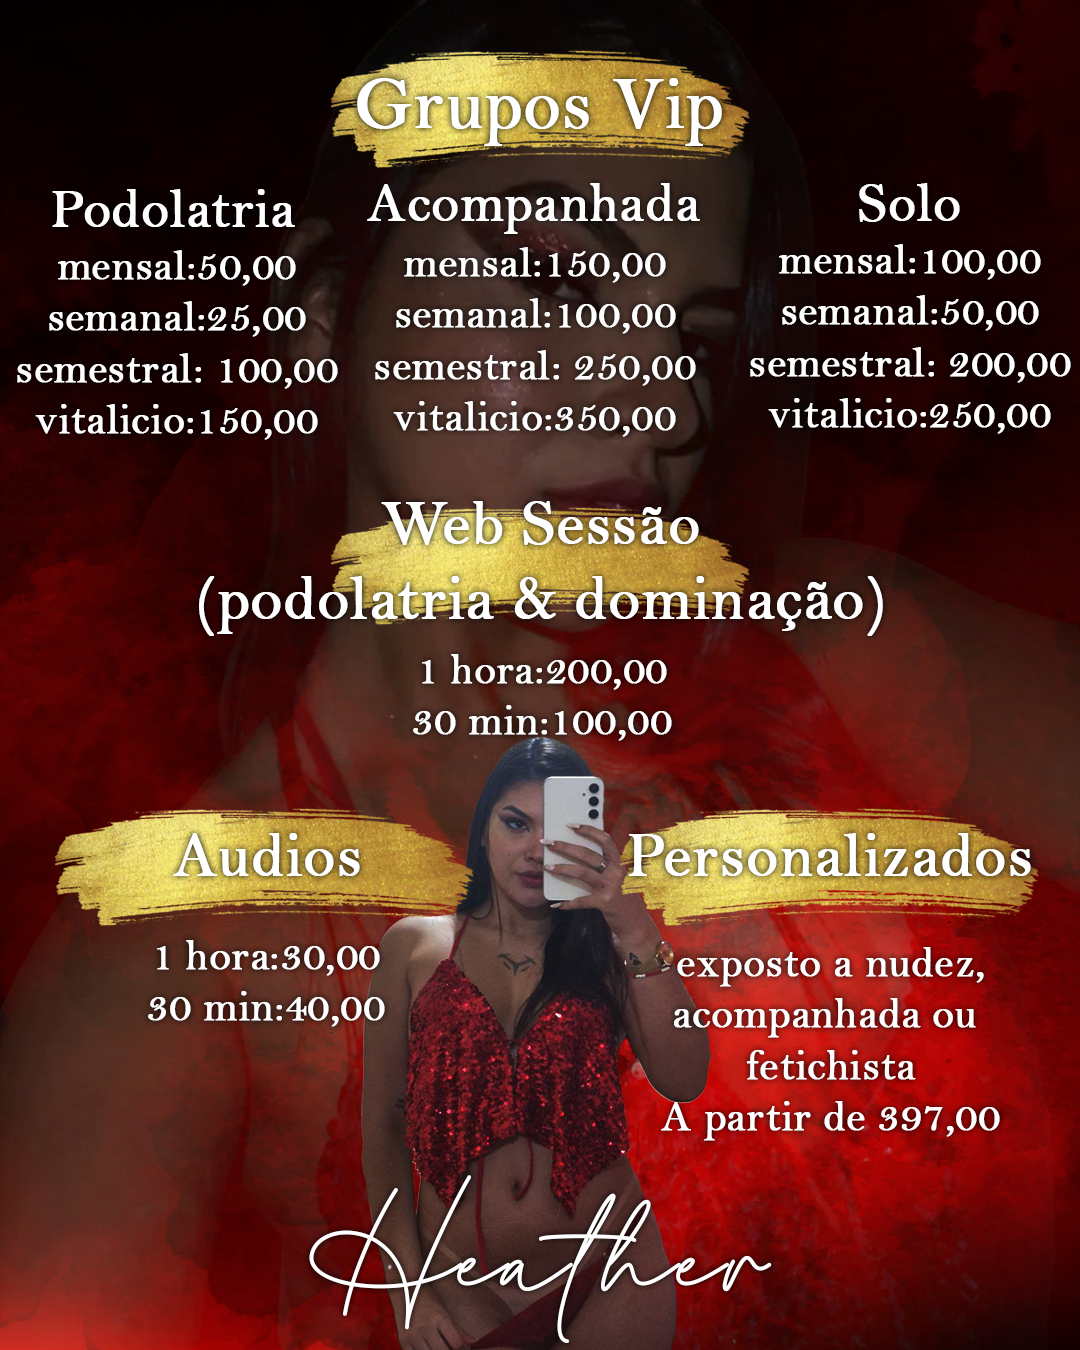 Grupos Vip
Podolatria
mensal:50,00
semanal:25,00
semestral: 100,00
vitalicio:150,00
Acompanhada
mensal:150,00
semanal:100,00
semestral: 250,00
vitalicio:350,00
Solo
mensal:100,00
semanal:50,00
semestral: 200,00
vitalicio:250,00
Web Sessão
(podolatria & dominação)
1 hora:200,00
30 min:100,00
Audios
1 hora:30,00
30 min:40,00
Personalizados
exposto a nudez,
acompanhada ou
fetichista
A partir de 397,00
Heather